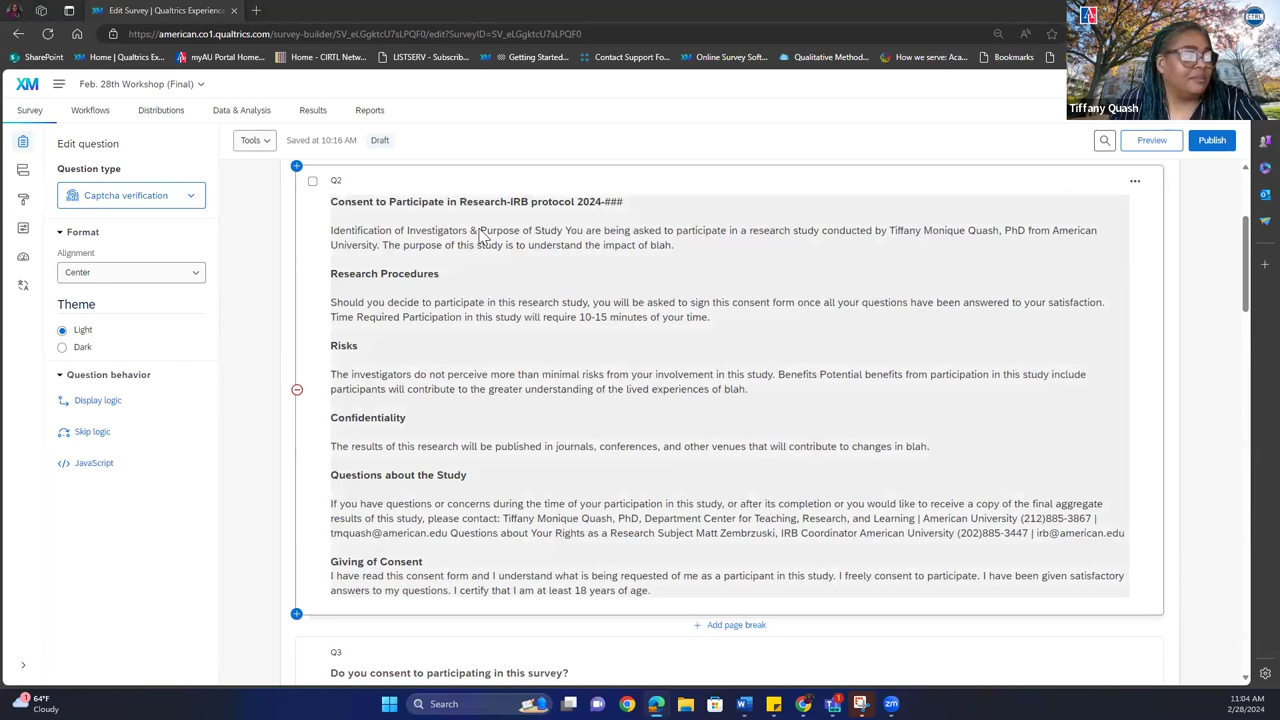 Edit Survey | Qualtrics Experience
https://american.co1.qualtrics.com/survey-builder/SV_eLGgktcU7sLPQF0/edit?SurveyID=SV_eLGgktcU7sLPQF0
SharePoint
Home | Qualtrics Ex...
myAU Portal Home...
Home - CIRTL Netw...
LISTSERV - Subscrib...
Getting Started...
Contact Support Fo...
Online Survey Soft...
Qualitative Method...
How we serve: Aca...
Bookmarks
A
CTRL
Tiffany Quash
XM
Feb. 28th Workshop (Final)
Survey
Workflows
Distributions
Data & Analysis
Results
Reports
Edit question
Question type
Captcha verification
Format
Alignment
Center
Theme
Light
Dark
Question behavior
Display logic
Skip logic
JavaScript
Tools
Saved at 10:16 AM
Draft
Preview
Publish
Q2
Consent to Participate in Research-IRB protocol 2024-###
Identification of Investigators & Purpose of Study You are being asked to participate in a research study conducted by Tiffany Monique Quash, PhD from American
University. The purpose of this study is to understand the impact of blah.
Research Procedures
Should you decide to participate in this research study, you will be asked to sign this consent form once all your questions have been answered to your satisfaction.
Time Required Participation in this study will require 10-15 minutes of your time.
Risks
The investigators do not perceive more than minimal risks from your involvement in this study. Benefits Potential benefits from participation in this study include
participants will contribute to the greater understanding of the lived experiences of blah.
Confidentiality
The results of this research will be published in journals, conferences, and other venues that will contribute to changes in blah.
Questions about the Study
If you have questions or concerns during the time of your participation in this study, or after its completion or you would like to receive a copy of the final aggregate
results of this study, please contact: Tiffany Monique Quash, PhD, Department Center for Teaching, Research, and Learning | American University (212)885-3867 |
tmquash@american.edu Questions about Your Rights as a Research Subject Matt Zembrzuski, IRB Coordinator American University (202)885-3447 | irb@american.edu
Giving of Consent
I have read this consent form and I understand what is being requested of me as a participant in this study. I freely consent to participate. I have been given satisfactory
answers to my questions. I certify that I am at least 18 years of age.
Add page break
Q3
Do you consent to participating in this survey?
64°F
Cloudy
Search
11:04 AM
2/28/2024